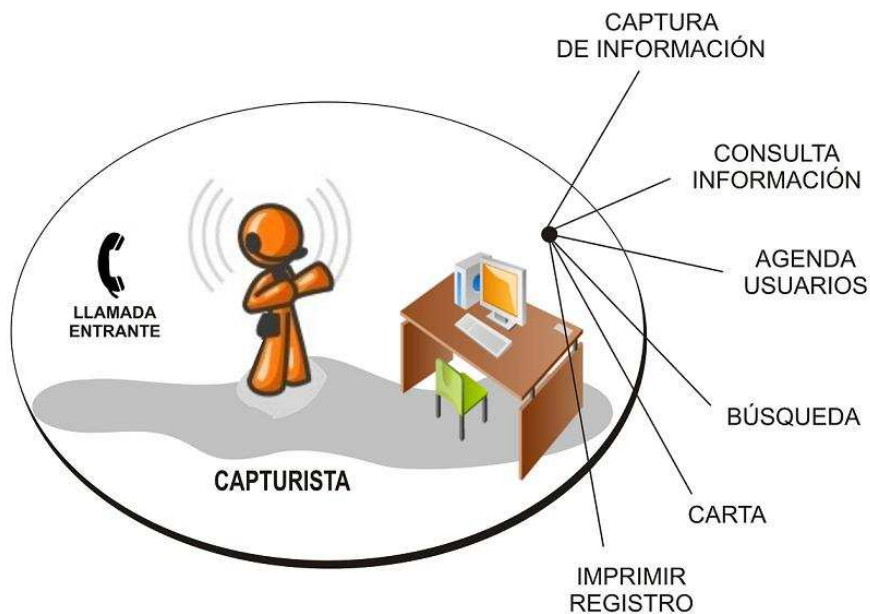 CAPTURA
DE INFORMACIÓN
CONSULTA
INFORMACIÓN
AGENDA
USUARIOS
LLAMADA
ENTRANTE
BÚSQUEDA
CAPTURISTA
CARTA
IMPRIMIR
REGISTRO